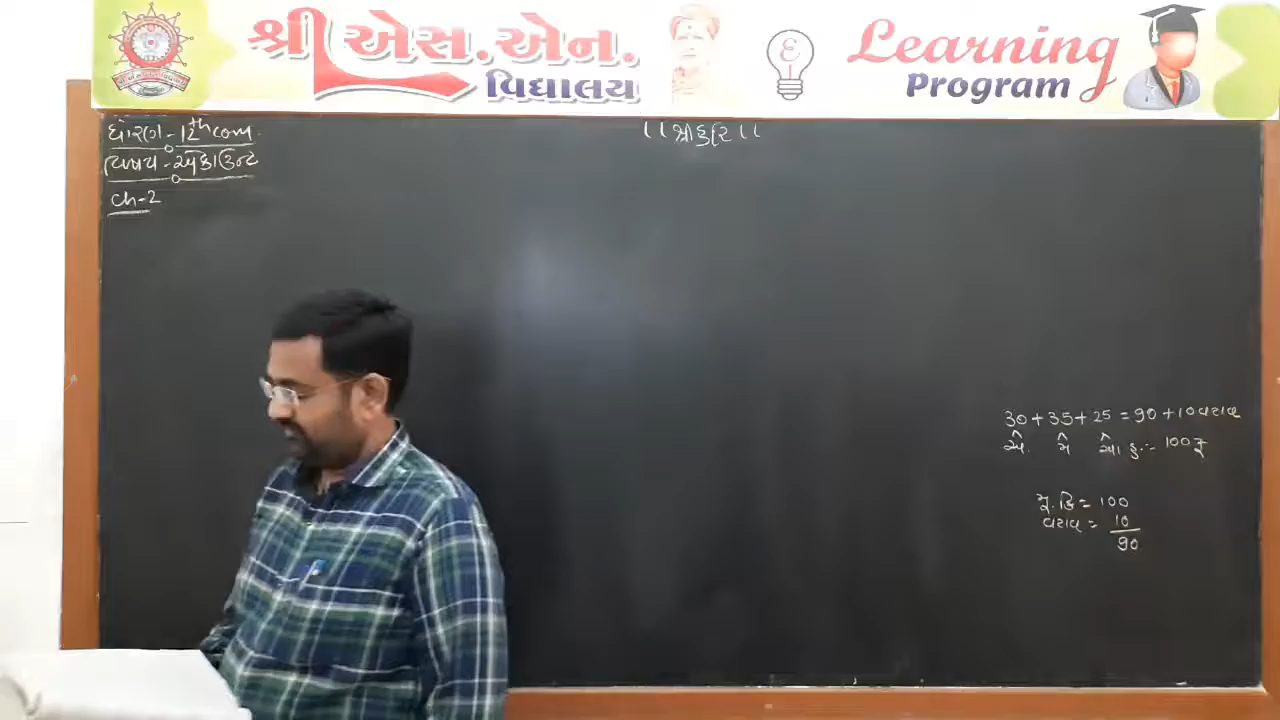 શ્રી એસ.એન.
વિધાલય
Learning
Program
ધોરણ - 12th com
વિષય - એકાઉન્ટ
ch-2
।। શ્રીહરિ ।।
30 + 35 + 25 = 90 + 10 વટાવ
એ. મે ઓ 100 રૂ
મૂ. કિં = 100
વટાવ = 10
90